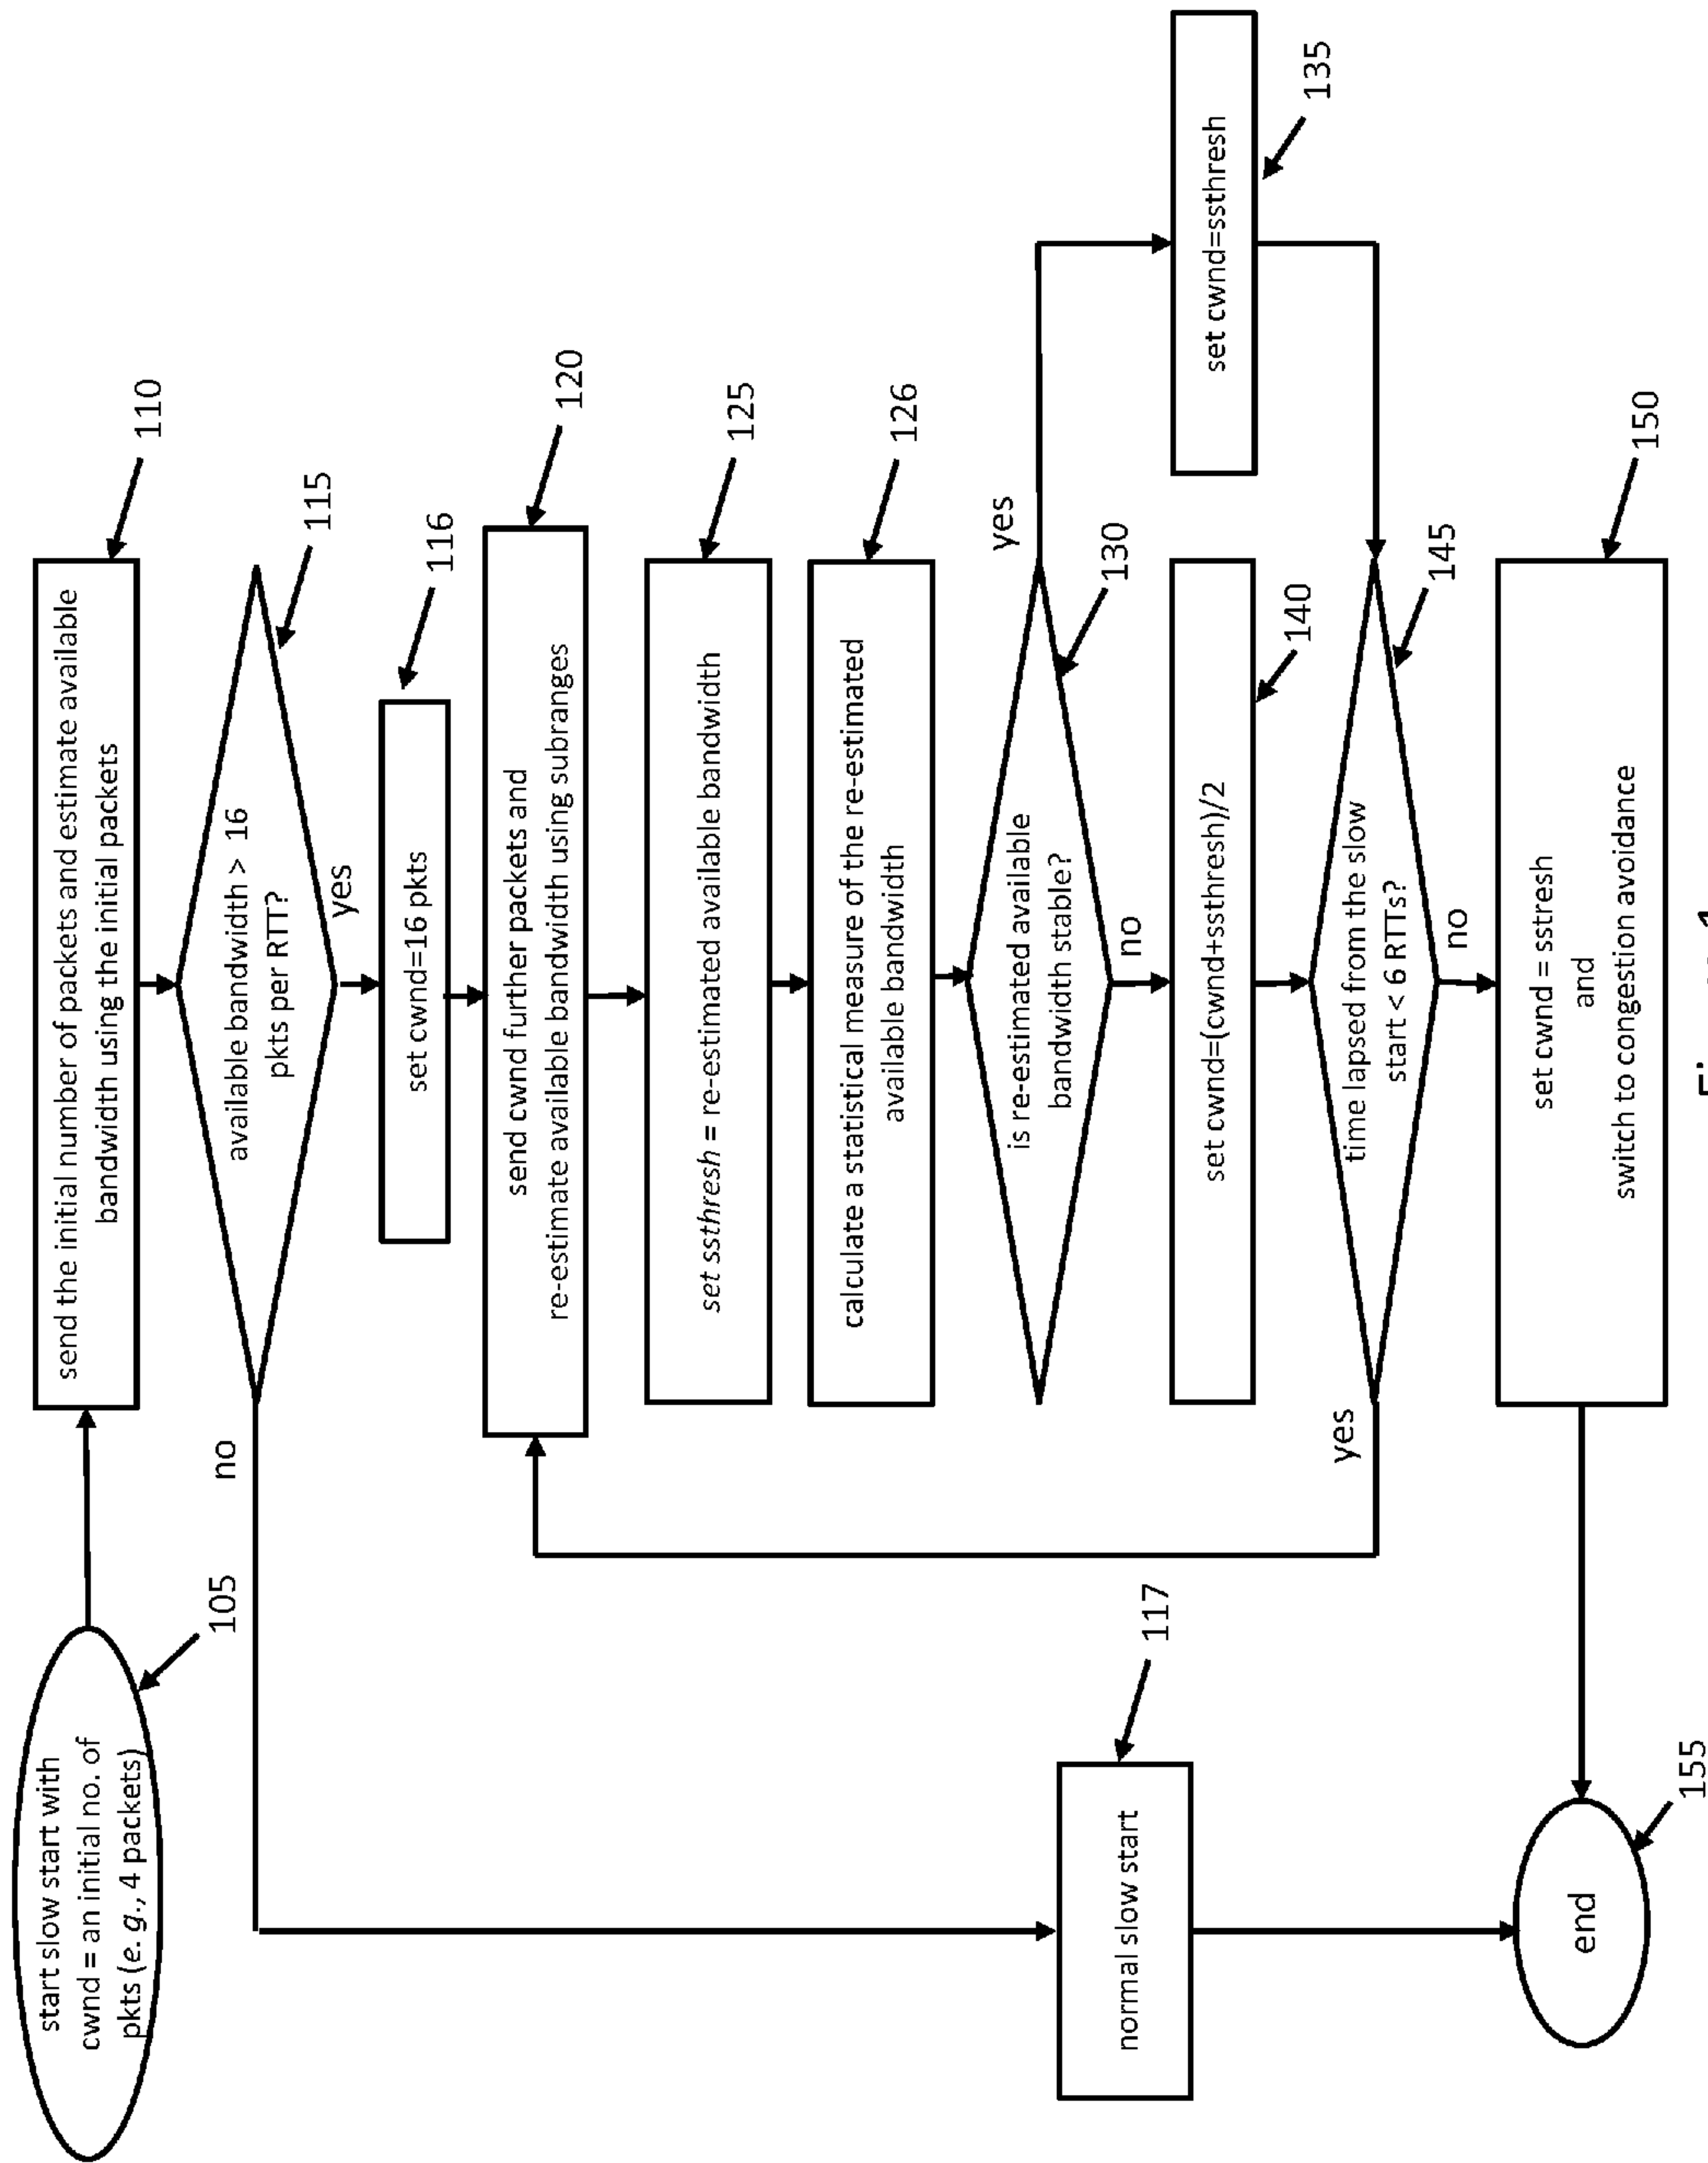 start slow start with
cwnd = an initial no. of
pkts (e. g., 4 packets)
105
send the initial number of packets and estimate available
bandwidth using the initial packets
110
no
available bandwidth > 16
pkts per RTT?
115
yes
set cwnd=16 pkts
116
send cwnd further packets and
re-estimate available bandwidth using subranges
120
set ssthresh = re-estimated available bandwidth
125
calculate a statistical measure of the re-estimated
available bandwidth
126
is re-estimated available
bandwidth stable?
130
yes
no
normal slow start
117
set cwnd=(cwnd+ssthresh)/2
140
set cwnd=ssthresh
135
yes
time lapsed from the slow
start < 6 RTTs?
145
no
set cwnd = sstresh
and
switch to congestion avoidance
150
end
155